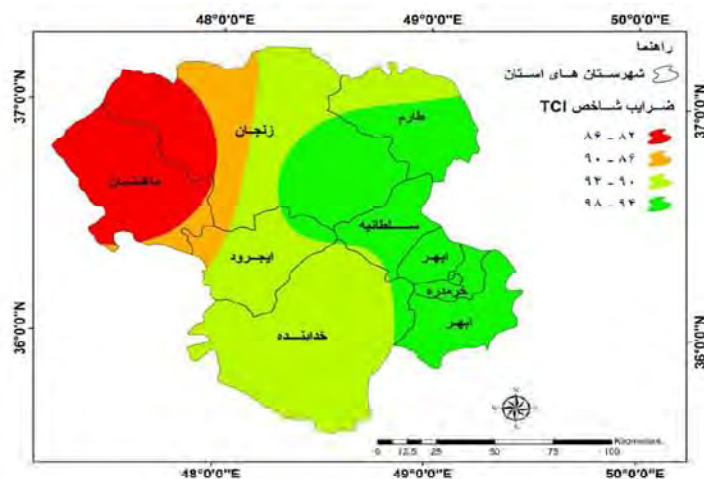 48°0'0"E 49°0'0"E 50°0'0"E
راهنما
شهرستان های استان
ضرایب شاخص TCI
۸۶ - ۸۲
۹۰ - ۸۶
۹۴ - ۹۰
۹۸ - ۹۴
37°0'0"N
37°0'0"N
طارم
زنجان
ماهنشان
سلطانیه
ایجرود
ابهر
خرمدره
ابهر
خدابنده
36°0'0"N
36°0'0"N
0 12.5 25 50 75 100 Kilometers
48°0'0"E 49°0'0"E 50°0'0"E